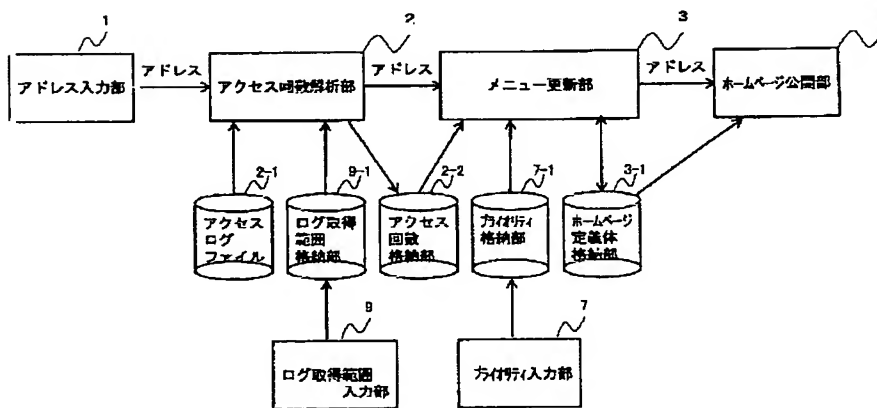 1
アドレス入力部
アドレス
2
アクセス回数解析部
アドレス
3
メニュー更新部
アドレス
ホームページ公開部
2-1
アクセス
ログ
ファイル
9-1
ログ取得
範囲
格納部
2-2
アクセス
回数
格納部
7-1
プライオリティ
格納部
3-1
ホームページ
定義体
格納部
9
ログ取得範囲
入力部
7
プライオリティ入力部